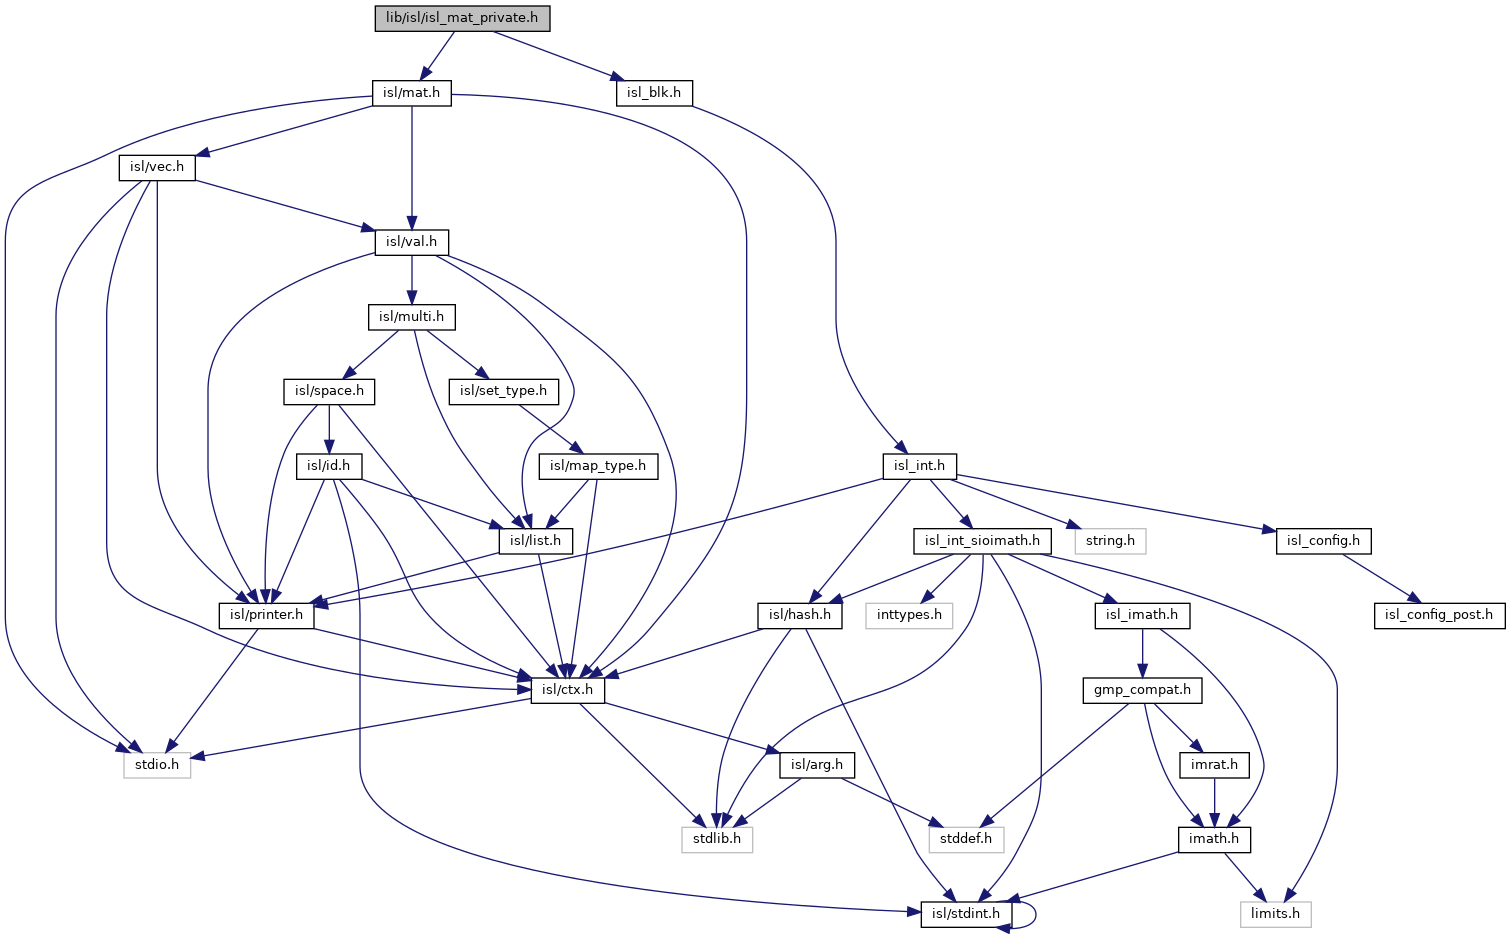 lib/isl/isl_mat_private.h
isl/mat.h
isl_blk.h
isl/vec.h
isl/val.h
isl/multi.h
isl/space.h
isl/set_type.h
isl/id.h
isl/map_type.h
isl_int.h
isl/list.h
isl_int_sioimath.h
string.h
isl_config.h
isl/printer.h
isl/hash.h
inttypes.h
isl_imath.h
isl_config_post.h
isl/ctx.h
gmp_compat.h
stdio.h
isl/arg.h
imrat.h
stdlib.h
stddef.h
imath.h
isl/stdint.h
limits.h